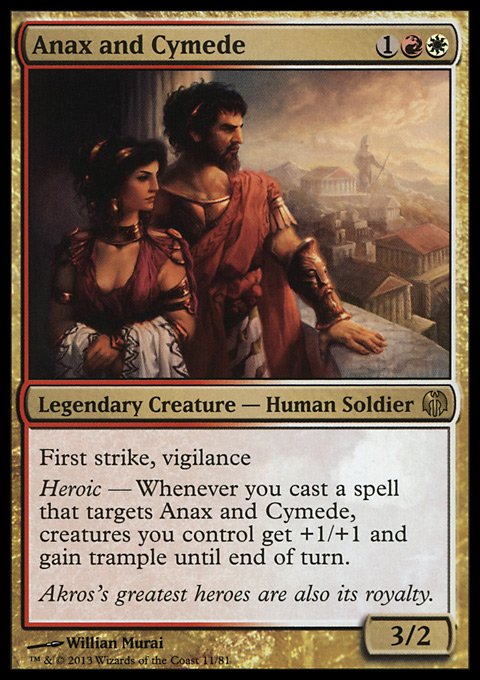 Anax and Cymede 1
Legendary Creature — Human Soldier
First strike, vigilance
Heroic — Whenever you cast a spell
that targets Anax and Cymede,
creatures you control get +1/+1 and
gain trample until end of turn.
Akros's greatest heroes are also its royalty.
3/2
Willian Murai
™ & © 2013 Wizards of the Coast 11/81